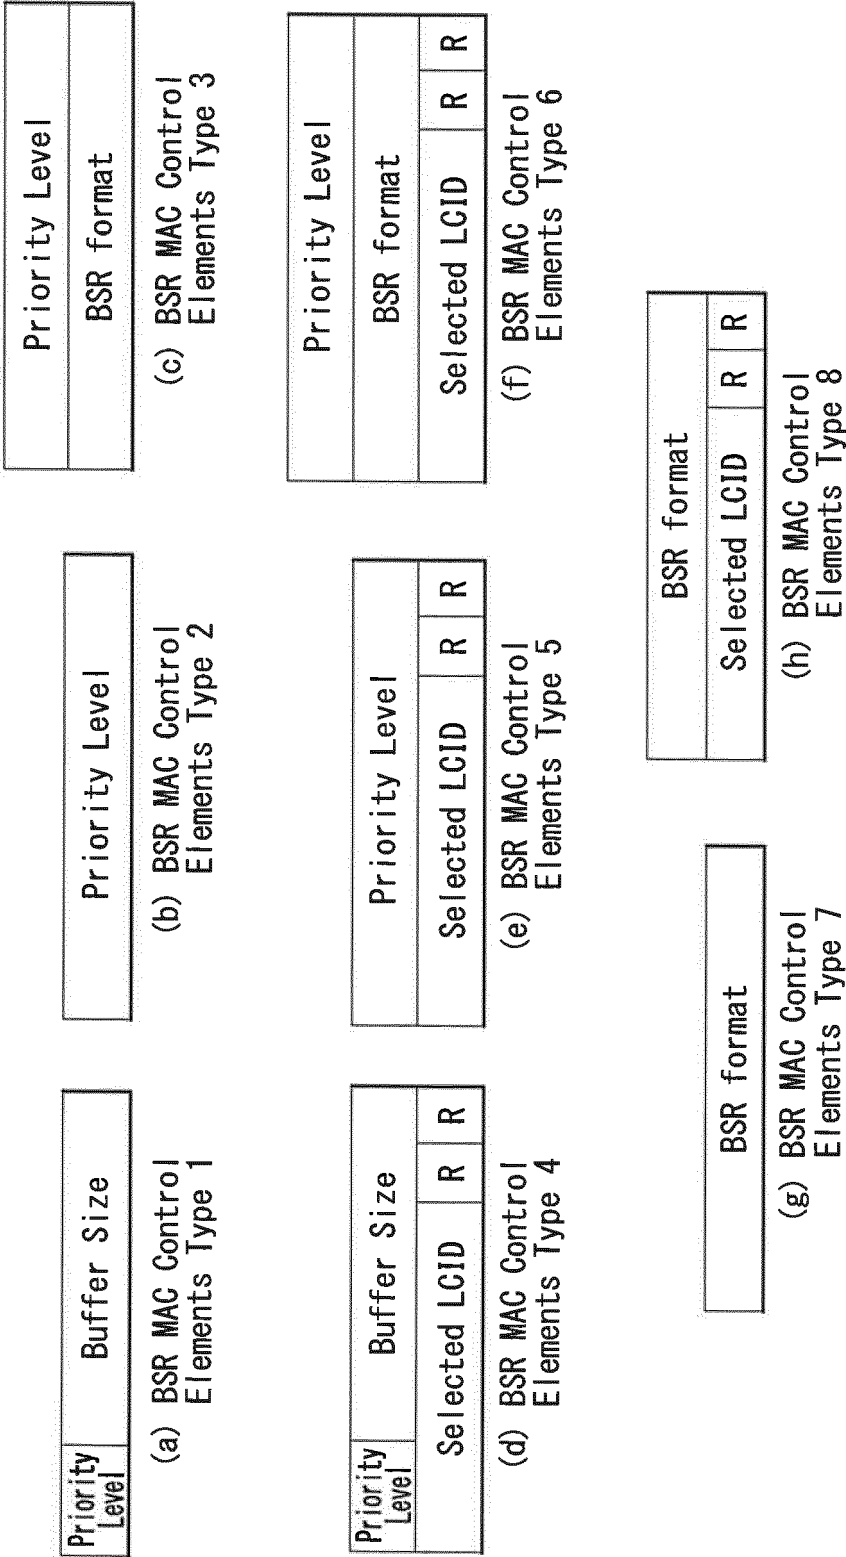 Priority
Level
Buffer Size
(a) BSR MAC Control
Elements Type 1
Priority Level
(b) BSR MAC Control
Elements Type 2
Priority Level
BSR format
(c) BSR MAC Control
Elements Type 3
Priority
Level
Buffer Size
Selected LCID R R
(d) BSR MAC Control
Elements Type 4
Priority Level
Selected LCID R R
(e) BSR MAC Control
Elements Type 5
Priority Level
BSR format
Selected LCID R R
(f) BSR MAC Control
Elements Type 6
BSR format
(g) BSR MAC Control
Elements Type 7
BSR format
Selected LCID R R
(h) BSR MAC Control
Elements Type 8